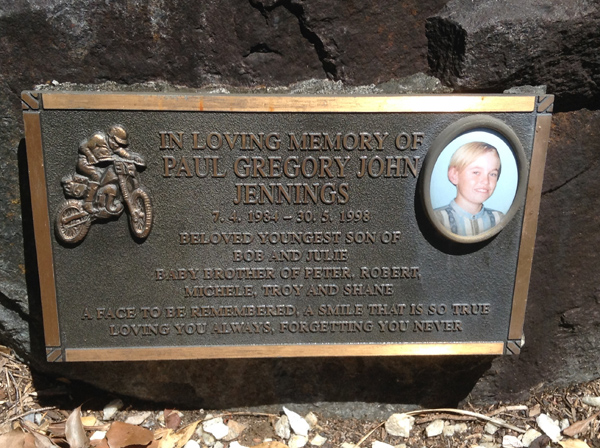 IN LOVING MEMORY OF
PAUL GREGORY JOHN
JENNINGS
7. 4. 1984 – 30. 5. 1998
BELOVED YOUNGEST SON OF
BOB AND JULIE
BABY BROTHER OF PETER, ROBERT,
MICHELE, TROY AND SHANE
A FACE TO BE REMEMBERED, A SMILE THAT IS SO TRUE
LOVING YOU ALWAYS, FORGETTING YOU NEVER